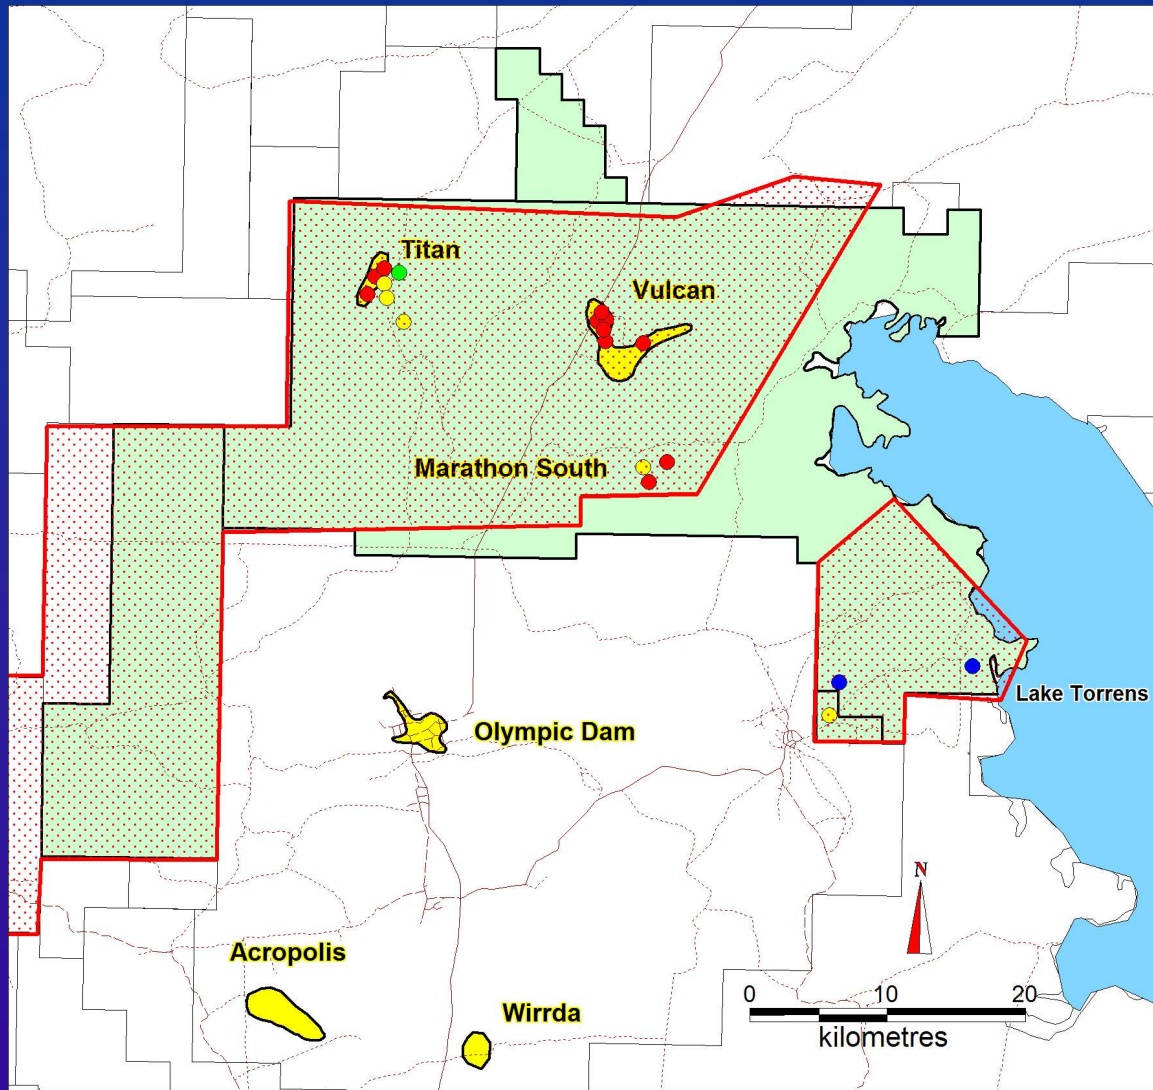 Titan
Vulcan
Marathon South
Lake Torrens
Olympic Dam
N
Acropolis
Wirrda
0 10 20
kilometres